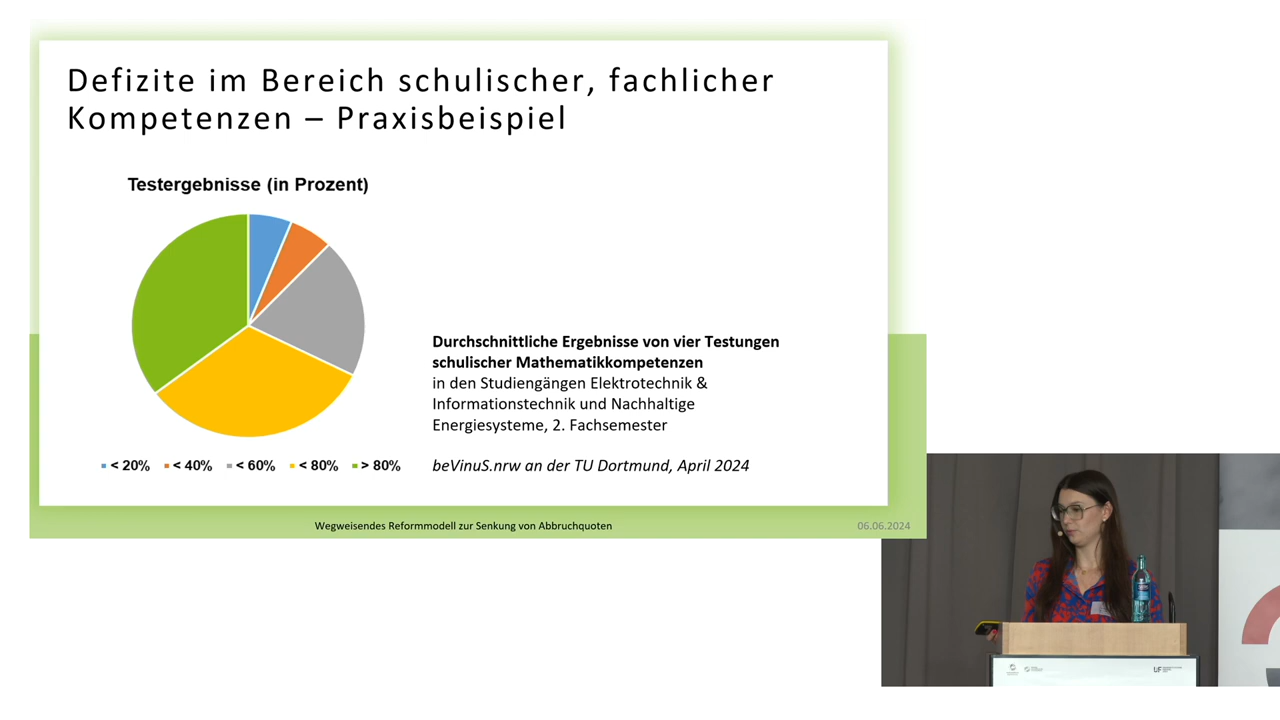 Defizite im Bereich schulischer, fachlicher
Kompetenzen – Praxisbeispiel
Testergebnisse (in Prozent)
< 20% < 40% < 60% < 80% > 80%
Durchschnittliche Ergebnisse von vier Testungen
schulischer Mathematikkompetenzen
in den Studiengängen Elektrotechnik &
Informationstechnik und Nachhaltige
Energiesysteme, 2. Fachsemester
beVinuS.nrw an der TU Dortmund, April 2024
Wegweisendes Reformmodell zur Senkung von Abbruchquoten
06.06.2024